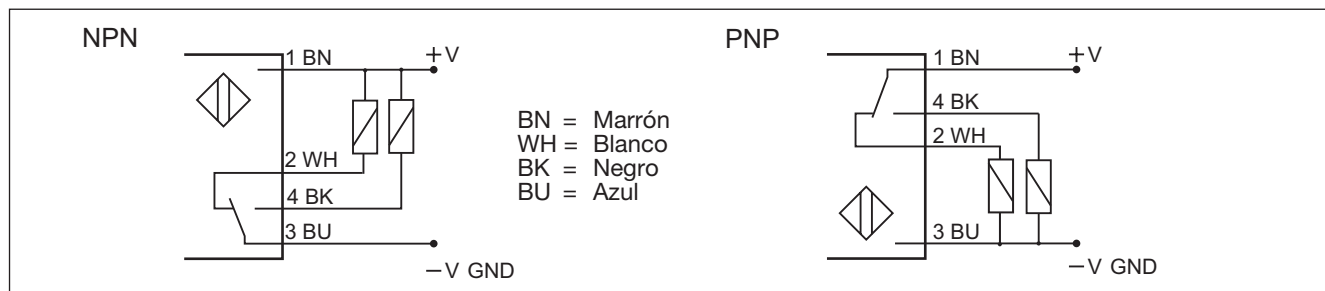 NPN
1 BN
+V
2 WH
4 BK
3 BU
−V GND
BN = Marrón
WH = Blanco
BK = Negro
BU = Azul
PNP
1 BN
+V
4 BK
2 WH
3 BU
−V GND